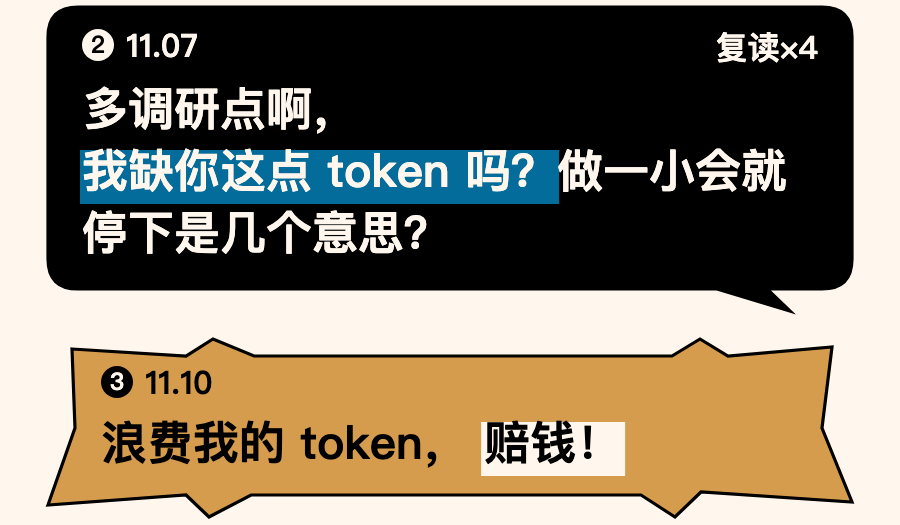 2 11.07
复读×4
多调研点啊，
我缺你这点 token 吗？做一小会就
停下是几个意思？
3 11.10
浪费我的 token， 赔钱！